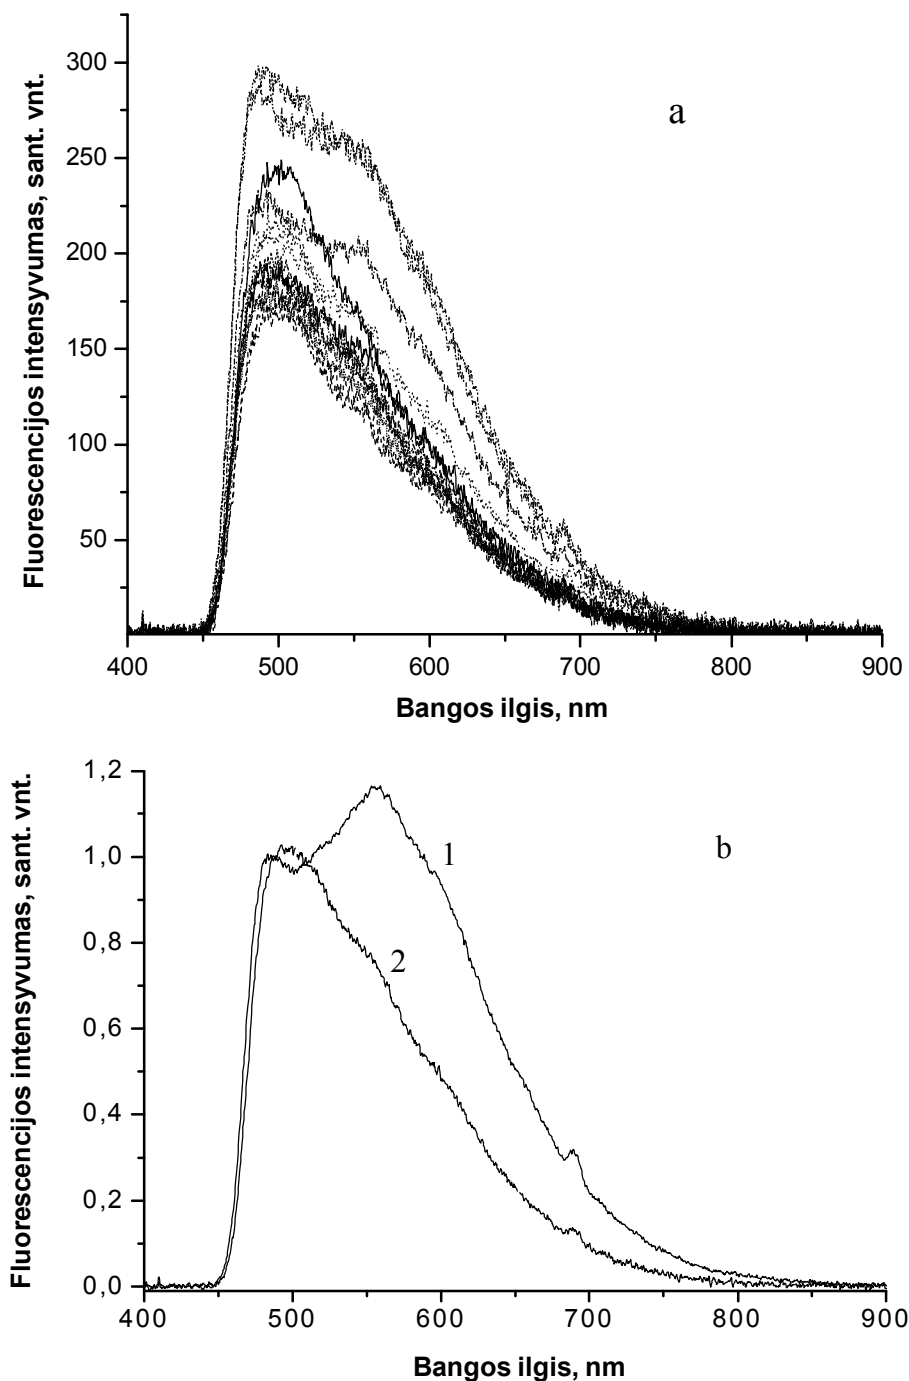 Fluorescencijos intensyvumas, sant. vnt.
300
250
200
150
100
50
a
400 500 600 700 800 900
Bangos ilgis, nm
Fluorescencijos intensyvumas, sant. vnt.
1,2
1,0
0,8
0,6
0,4
0,2
0,0
1
2
b
400 500 600 700 800 900
Bangos ilgis, nm